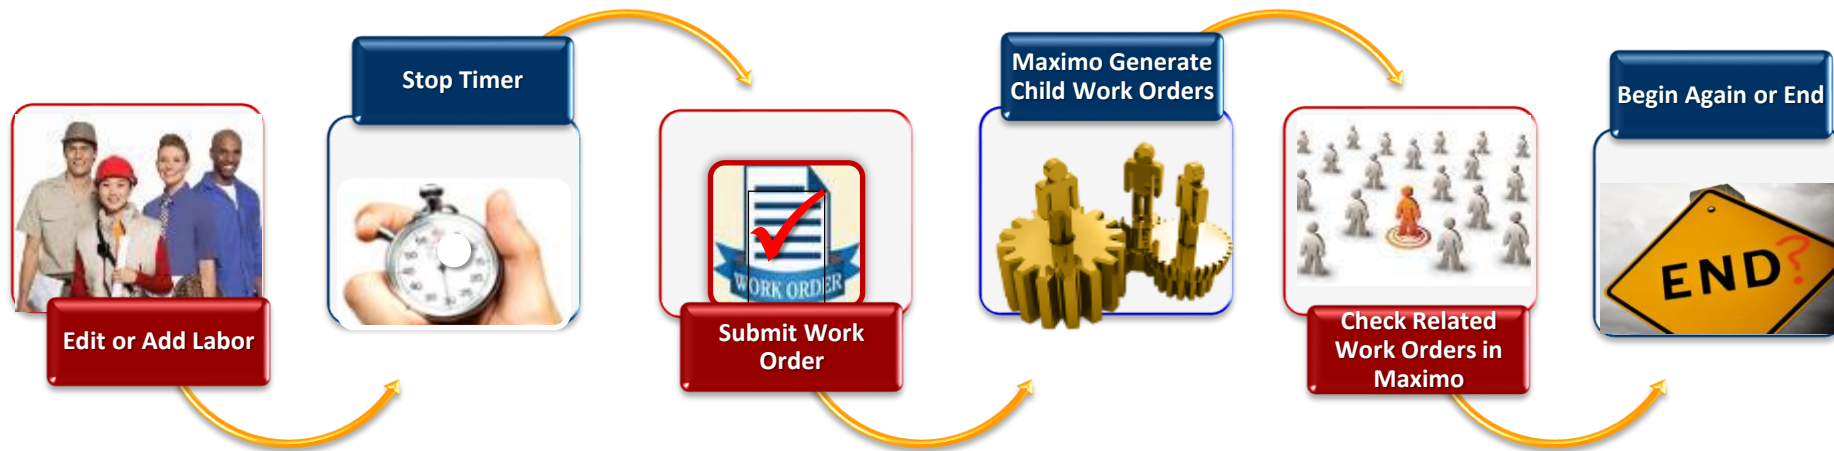 Edit or Add Labor
Stop Timer
WORK ORDER
Submit Work
Order
Maximo Generate
Child Work Orders
Check Related
Work Orders in
Maximo
Begin Again or End
END?